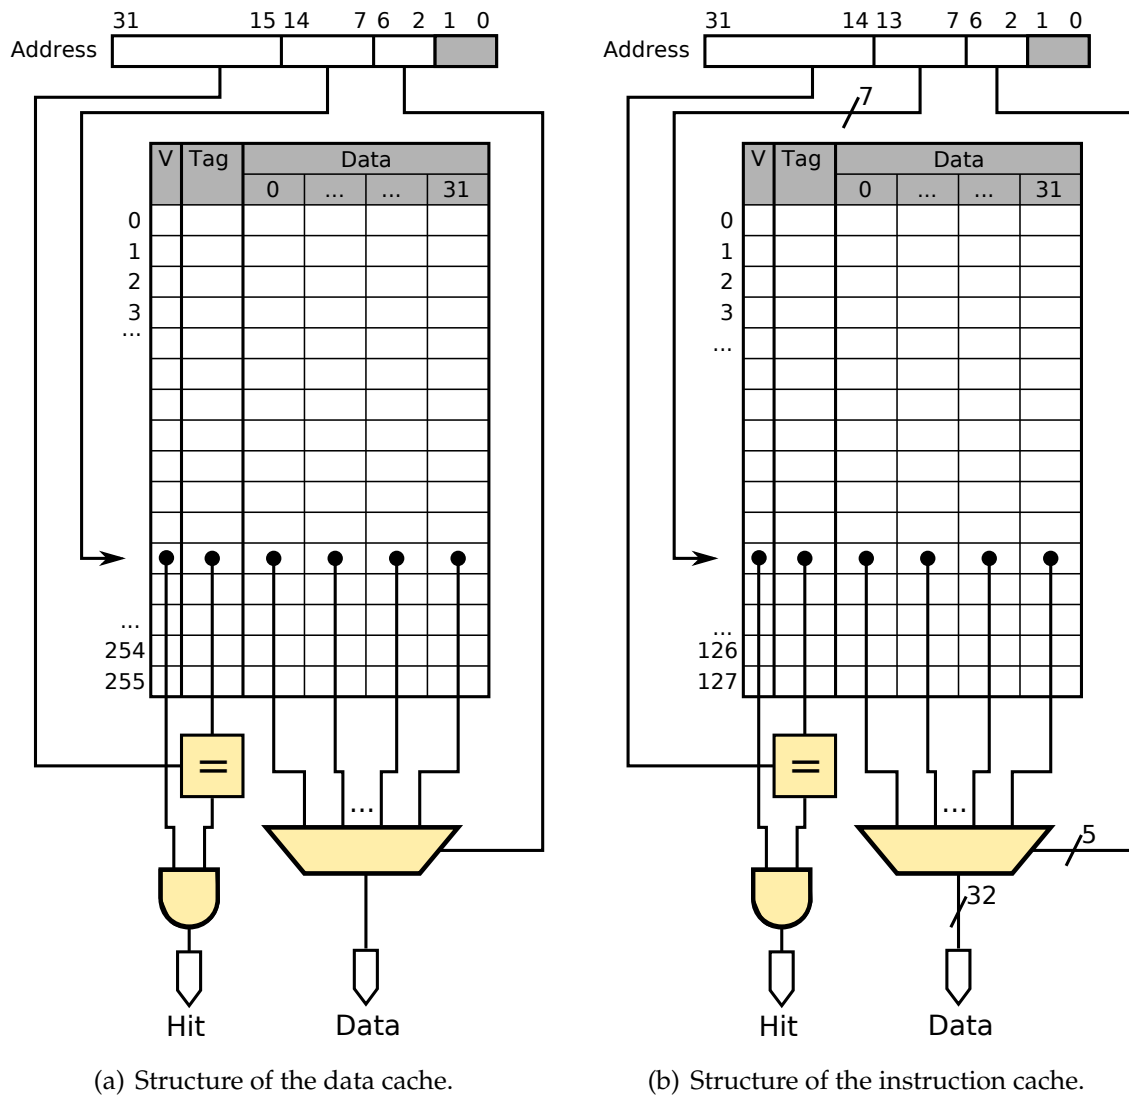 31 15 14 7 6 2 1 0
Address
V Tag Data
0 ... ... 31
0
1
2
3
...
...
254
255
=
...
Hit Data
(a) Structure of the data cache.
31 14 13 7 6 2 1 0
Address
7
V Tag Data
0 ... ... 31
0
1
2
3
...
...
126
127
=
...
5
32
Hit Data
(b) Structure of the instruction cache.